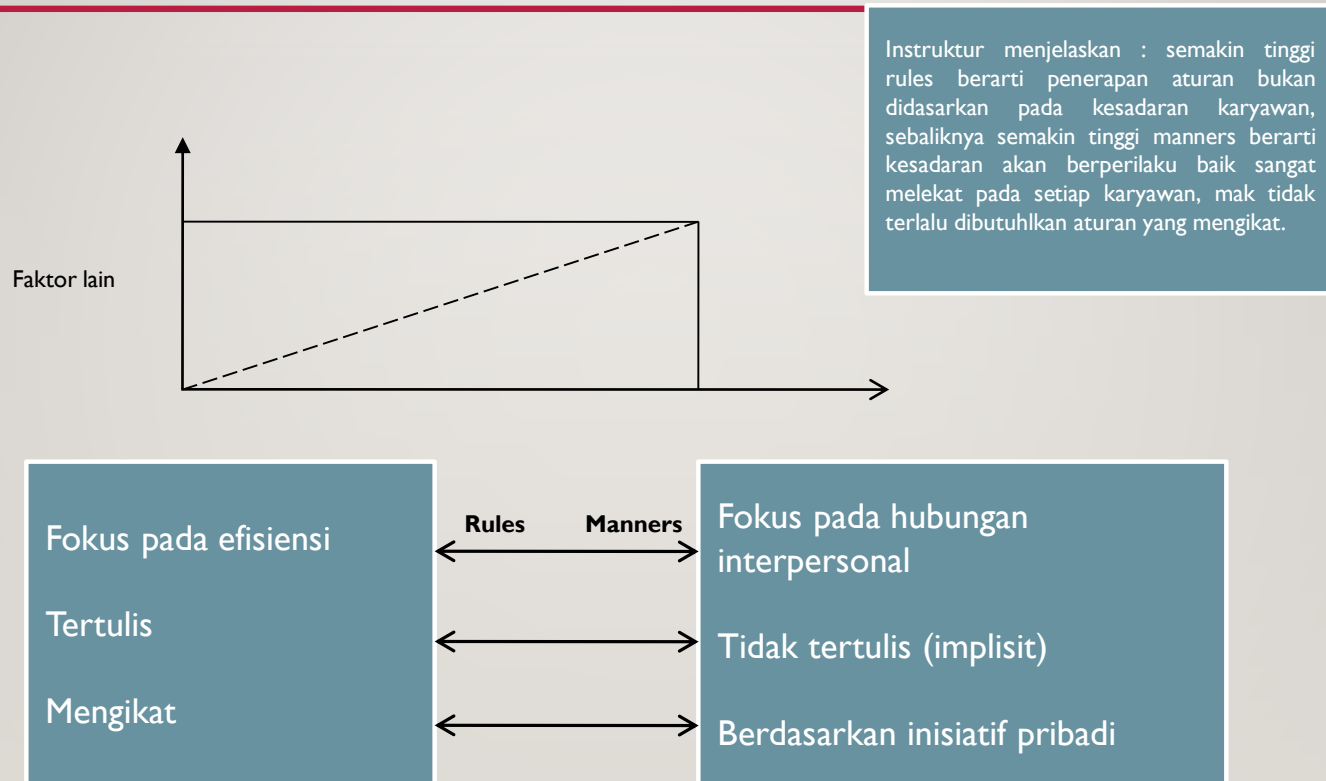 Instruktur menjelaskan : semakin tinggi
rules berarti penerapan aturan bukan
didasarkan pada kesadaran karyawan,
sebaliknya semakin tinggi manners berarti
kesadaran akan berperilaku baik sangat
melekat pada setiap karyawan, mak tidak
terlalu dibutuhlkan aturan yang mengikat.
Faktor lain
Fokus pada efisiensi
Tertulis
Mengikat
Rules Manners
Fokus pada hubungan
interpersonal
Tidak tertulis (implisit)
Berdasarkan inisiatif pribadi